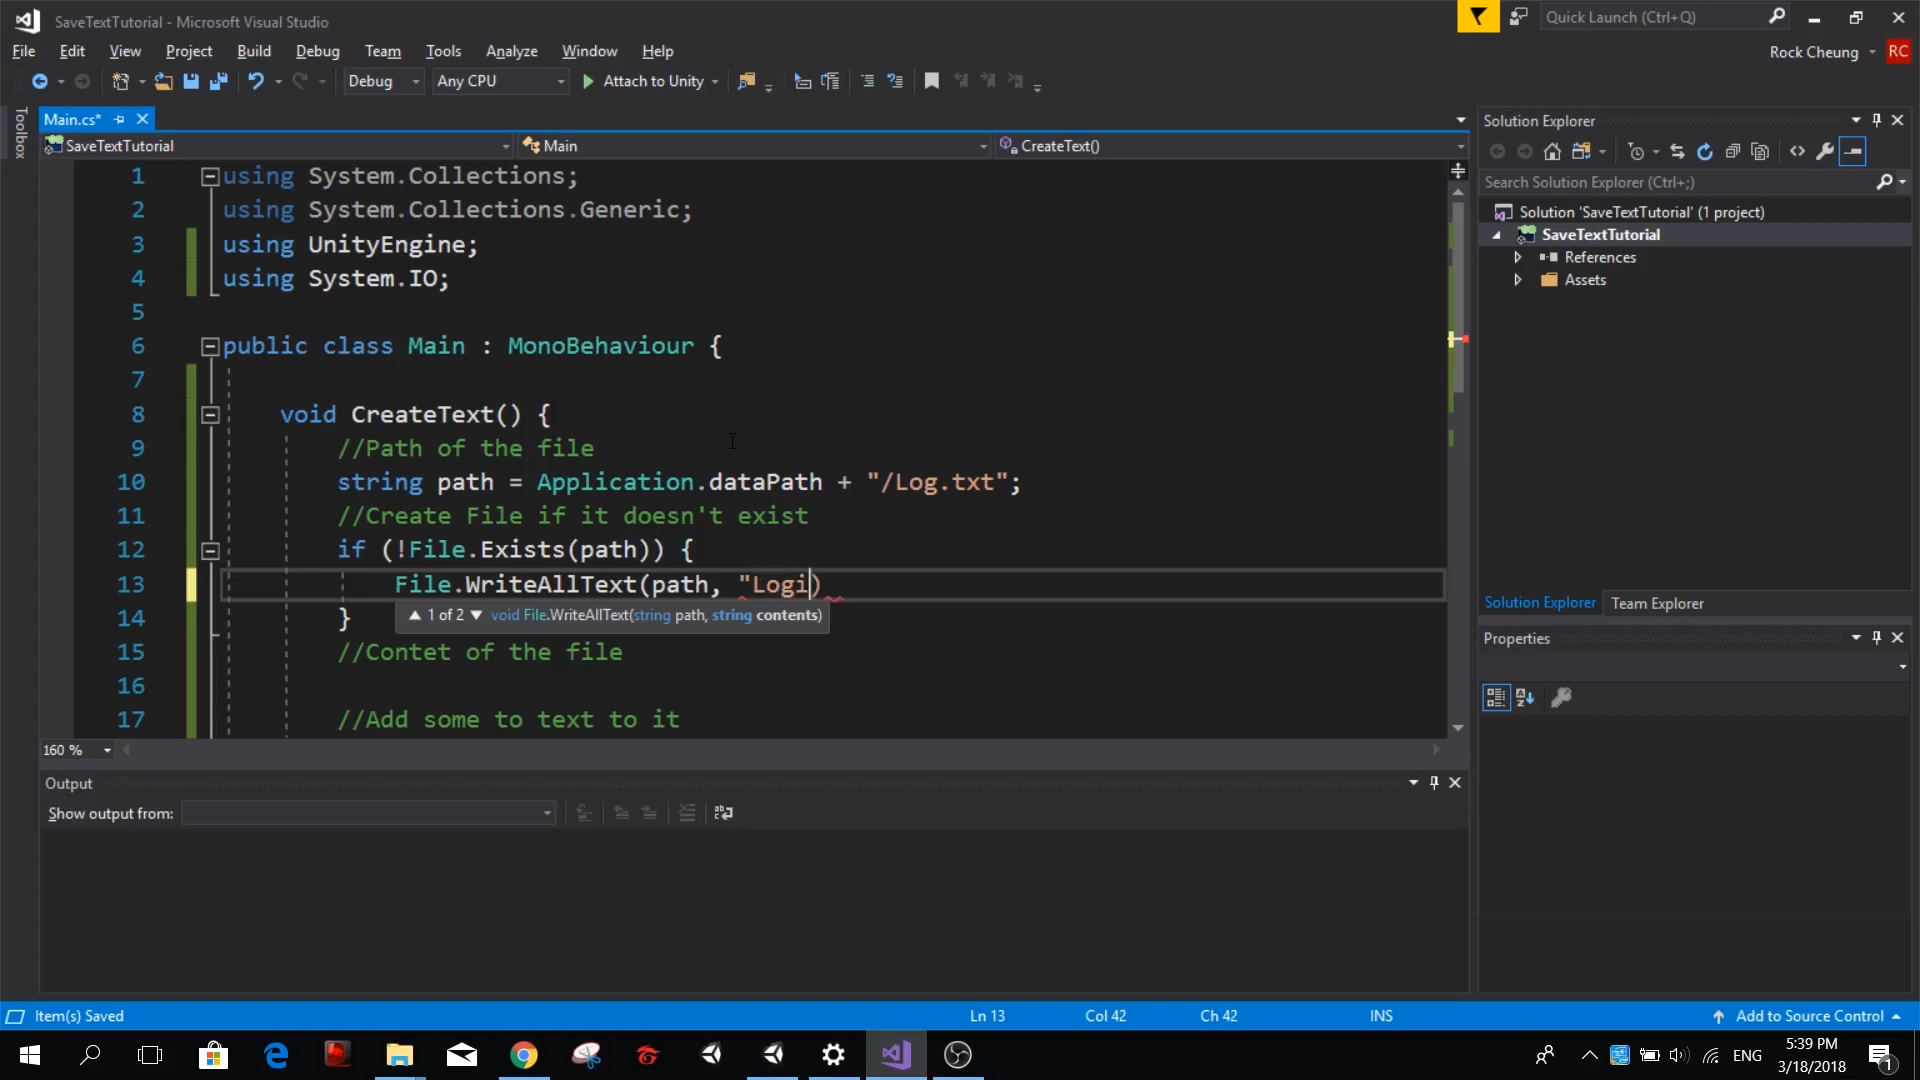 SaveTextTutorial - Microsoft Visual Studio
Quick Launch (Ctrl+Q)
File Edit View Project Build Debug Team Tools Analyze Window Help
Rock Cheung RC
Debug Any CPU Attach to Unity
Toolbox
Main.cs*
SaveTextTutorial Main CreateText()
1 using System.Collections;
2 using System.Collections.Generic;
3 using UnityEngine;
4 using System.IO;
5
6 public class Main : MonoBehaviour {
7
8 void CreateText() {
9 //Path of the file
10 string path = Application.dataPath + "/Log.txt";
11 //Create File if it doesn't exist
12 if (!File.Exists(path)) {
13 File.WriteAllText(path, "Logi)
▲ 1 of 2 ▼ void File.WriteAllText(string path, string contents)
14 }
15 //Contet of the file
16
17 //Add some to text to it
160 %
Output
Show output from:
Solution Explorer
Search Solution Explorer (Ctrl+;)
Solution 'SaveTextTutorial' (1 project)
SaveTextTutorial
References
Assets
Solution Explorer Team Explorer
Properties
Item(s) Saved Ln 13 Col 42 Ch 42 INS Add to Source Control
ENG
5:39 PM
3/18/2018
1